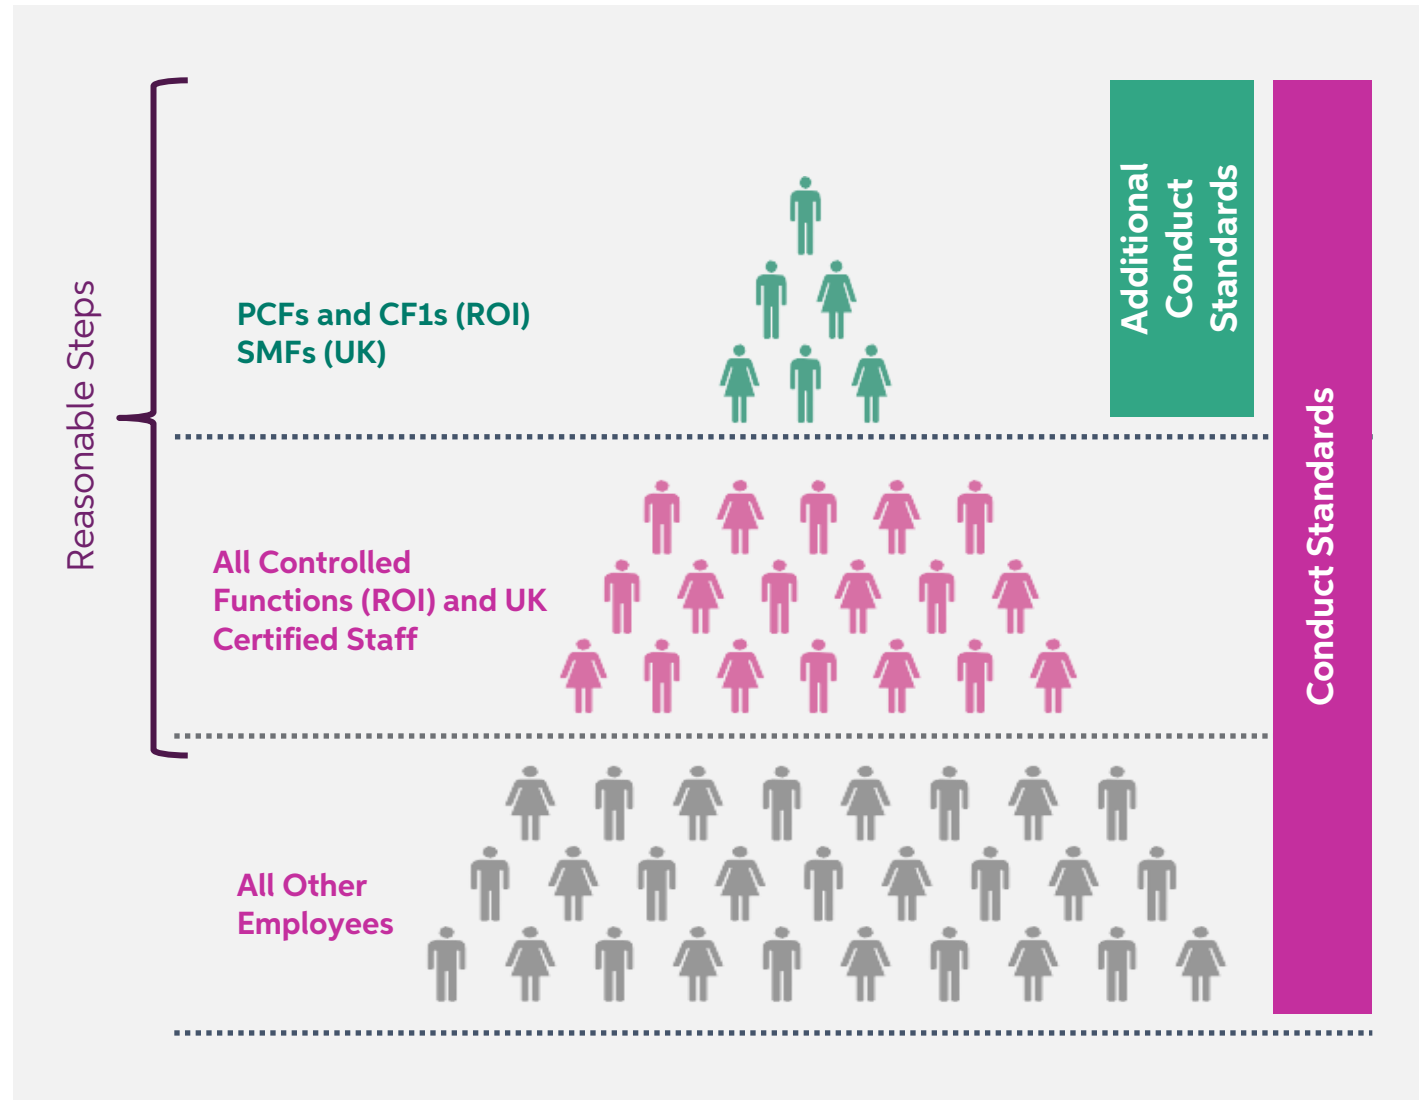 Reasonable Steps
PCFs and CF1s (ROI)
SMFs (UK)
All Controlled
Functions (ROI) and UK
Certified Staff
All Other
Employees
Additional
Conduct
Standards
Conduct Standards